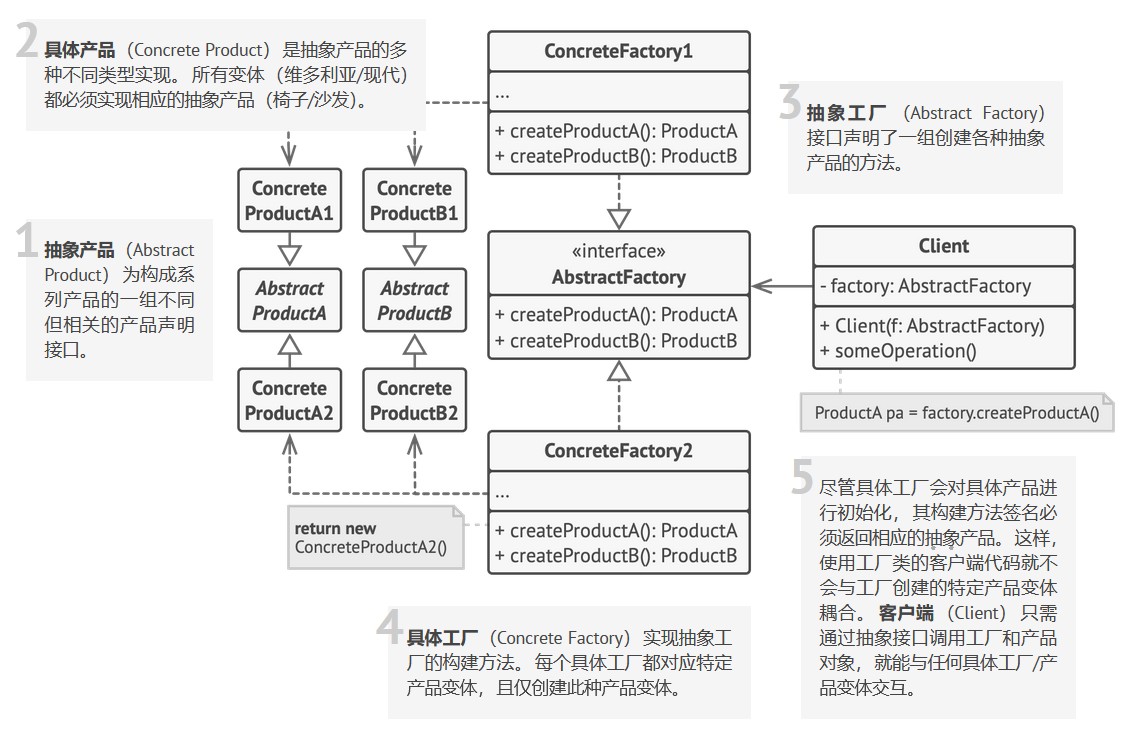 2
具体产品（Concrete Product）是抽象产品的多
种不同类型实现。 所有变体（维多利亚/现代）
都必须实现相应的抽象产品（椅子/沙发）。
ConcreteFactory1
...
+ createProductA(): ProductA
+ createProductB(): ProductB
3
抽象工厂 （Abstract Factory）
接口声明了一组创建各种抽象
产品的方法。
Concrete
ProductA1
Concrete
ProductB1
1
抽象产品（Abstract
Product）为构成系
列产品的一组不同
但相关的产品声明
接口。
Abstract
ProductA
Abstract
ProductB
«interface»
AbstractFactory
+ createProductA(): ProductA
+ createProductB(): ProductB
Client
- factory: AbstractFactory
+ Client(f: AbstractFactory)
+ someOperation()
ProductA pa = factory.createProductA()
Concrete
ProductA2
Concrete
ProductB2
ConcreteFactory2
...
+ createProductA(): ProductA
+ createProductB(): ProductB
return new
ConcreteProductA2()
4
具体工厂（Concrete Factory）实现抽象工
厂的构建方法。 每个具体工厂都对应特定
产品变体，且仅创建此种产品变体。
5
尽管具体工厂会对具体产品进
行初始化，其构建方法签名必
须返回相应的抽象产品。这样，
使用工厂类的客户端代码就不
会与工厂创建的特定产品变体
耦合。客户端（Client）只需
通过抽象接口调用工厂和产品
对象，就能与任何具体工厂/产
品变体交互。